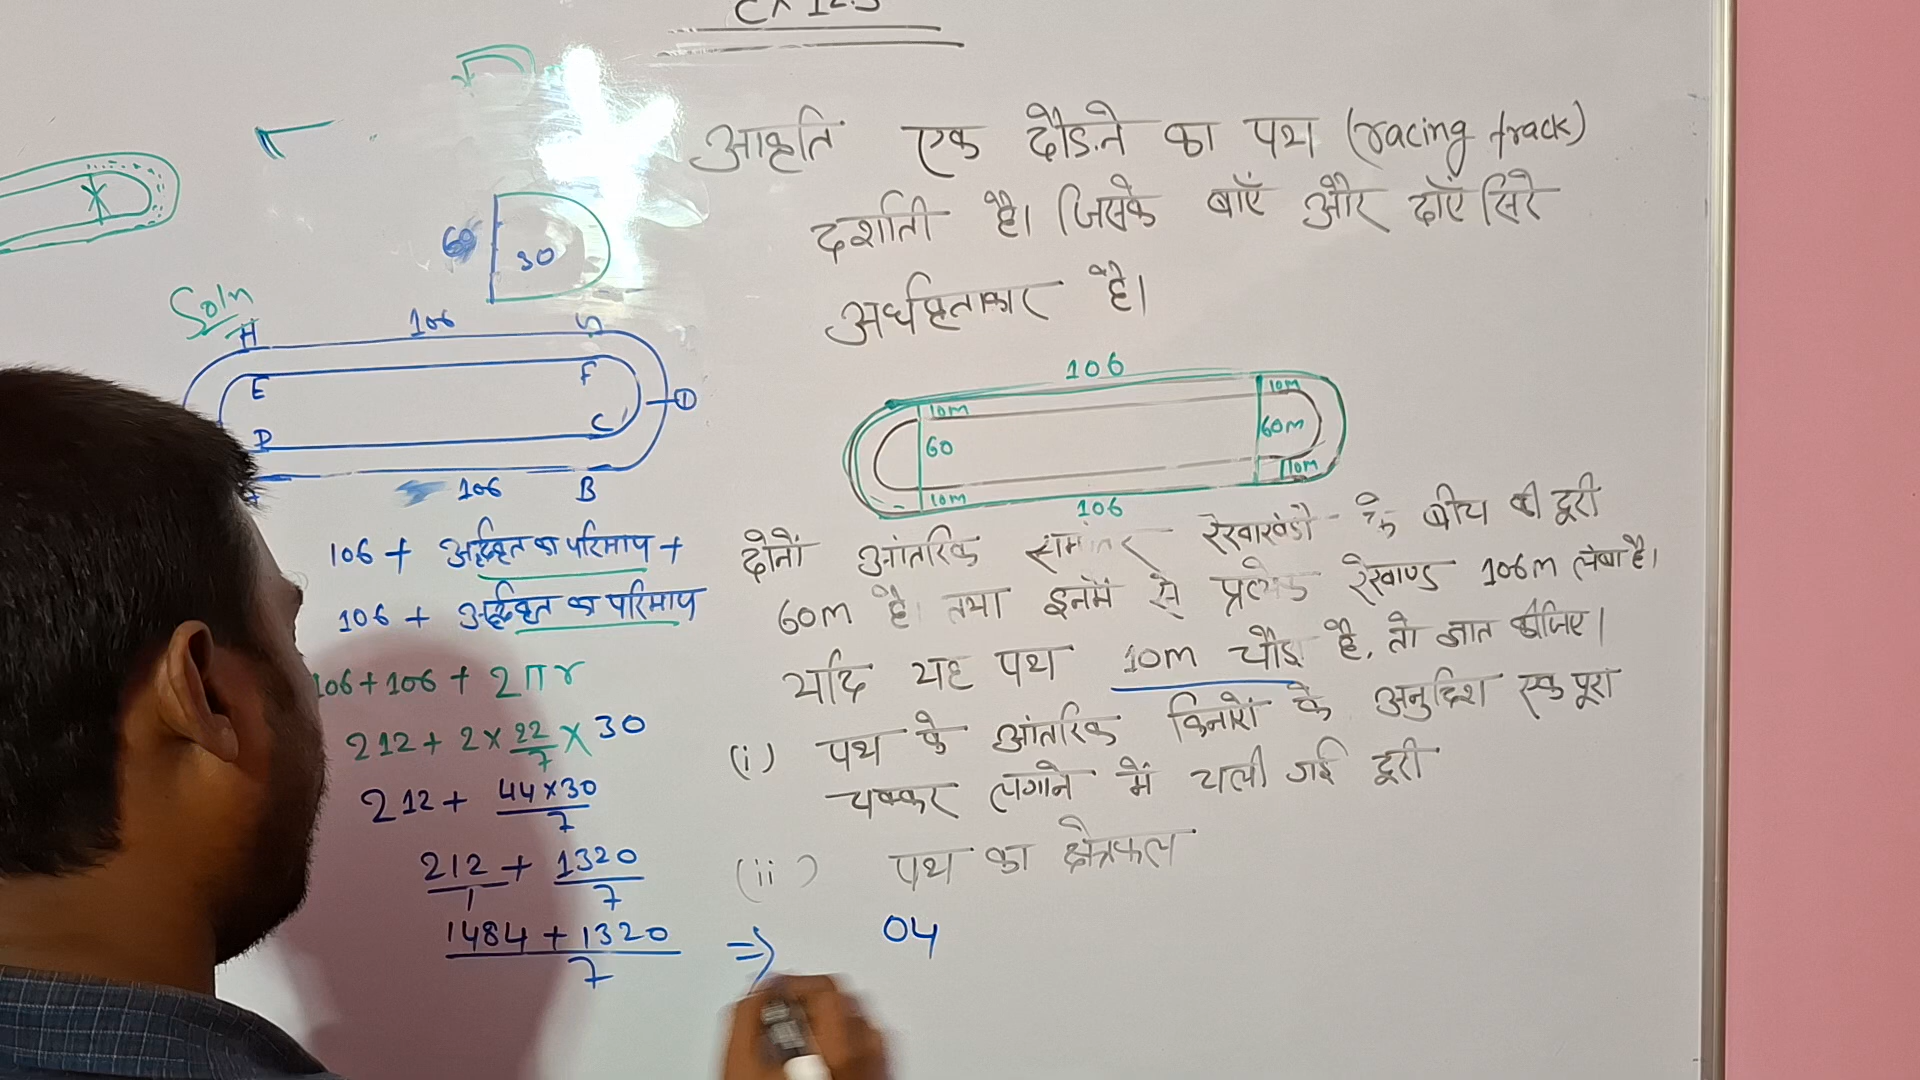 Ex 12.3
आकृति एक दौड़ने का पथ (racing track)
दर्शाती है। जिसके बाएँ और दाएँ सिरे
अर्धवृताकार है।
106
10m
10m
60
60m
10m
10m
106
दोनों आंतरिक समांतर रेखाखंडो के बीच की दूरी
60m है। तथा इनमें से प्रत्येक रेखाण्ड 106m लंबा है।
यदि यह पथ 10m चौड़ा है, तो ज्ञात कीजिए।
(i) पथ के आंतरिक किनारों के अनुदिश एक पूरा
चक्कर लगाने में चली गई दूरी
(ii) पथ का क्षेत्रफल
60
30
Soln
H 106 G
E F
D
D C
106 B
106 + अर्द्धवृत का परिमाप +
106 + अर्द्धवृत का परिमाप
106+106+ 2πr
212+ 2×22/7×30
212+ 44×30/7
212/1 + 1320/7
1484+1320/7 ⇒ 04